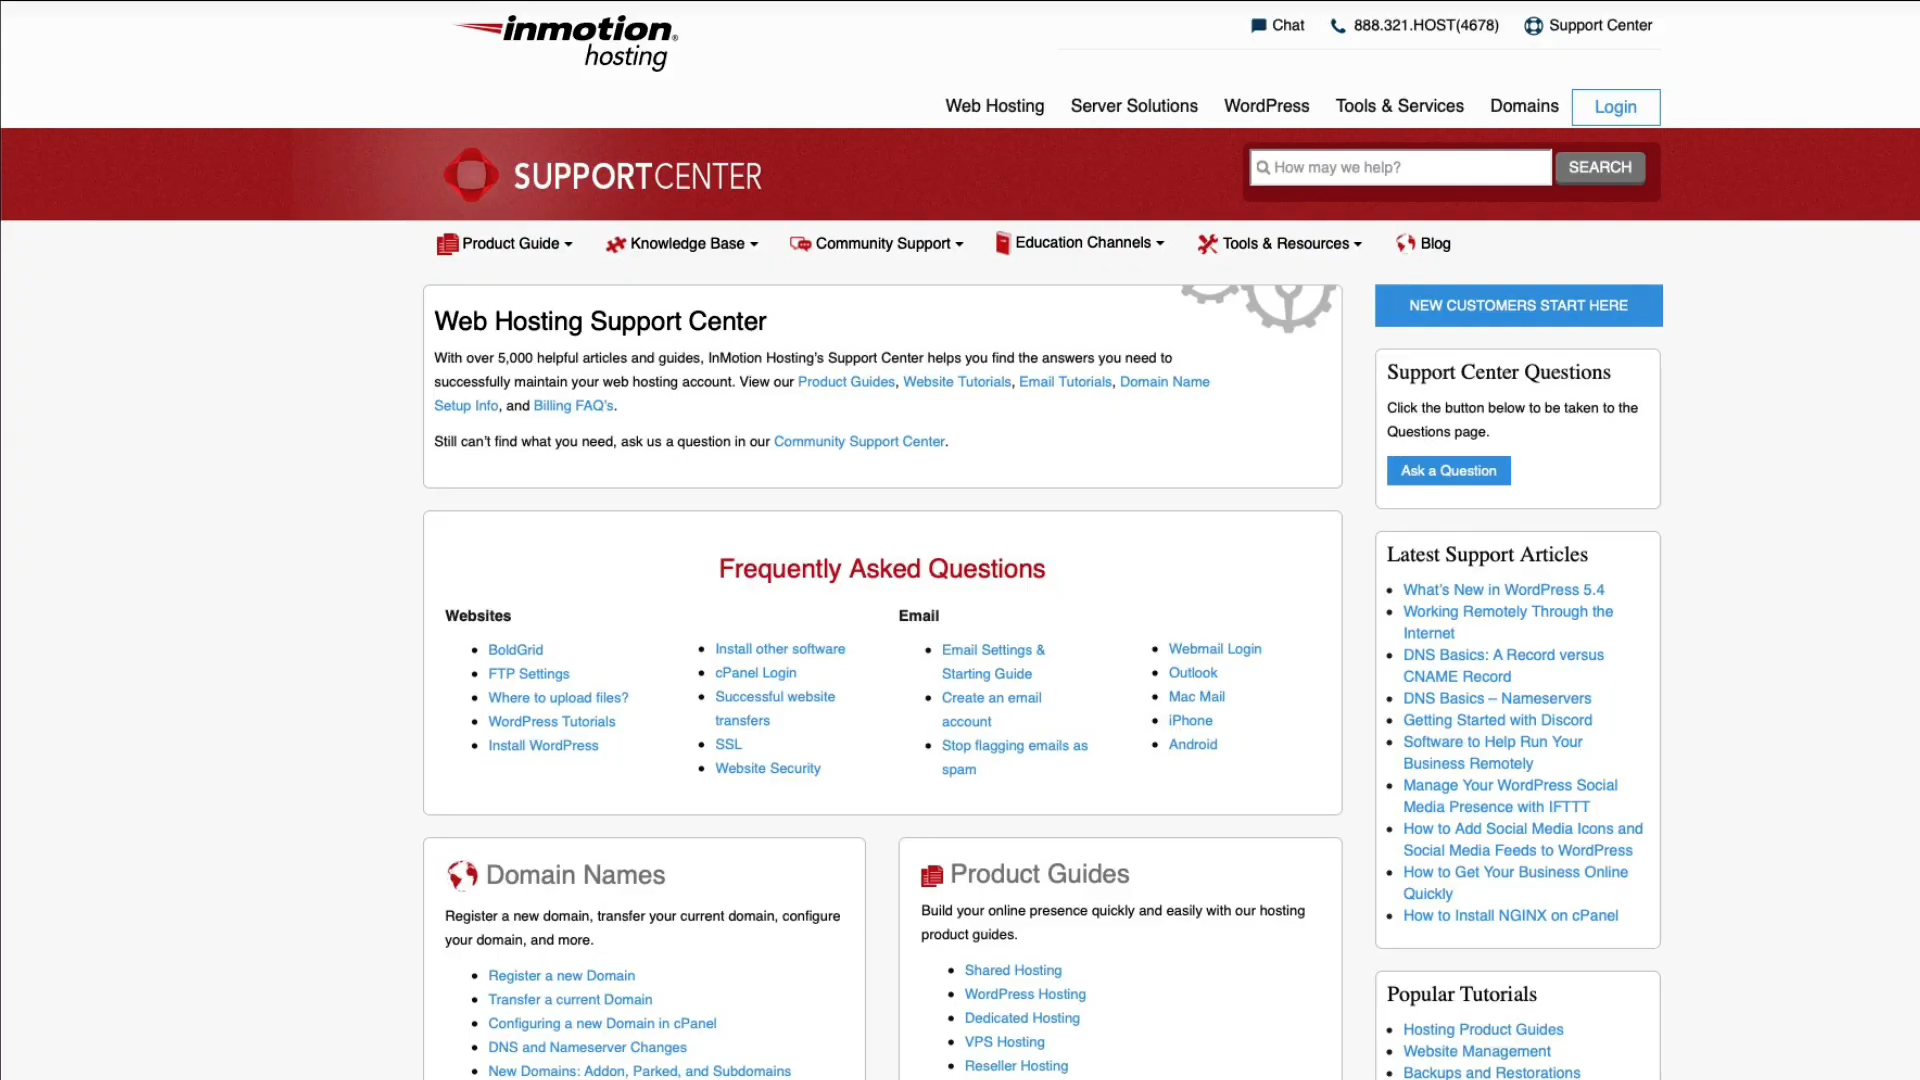 inmotion
hosting
Chat
888.321.HOST(4678)
Support Center
Web Hosting
Server Solutions
WordPress
Tools & Services
Domains
Login
SUPPORTCENTER
How may we help?
SEARCH
Product Guide
Knowledge Base
Community Support
Education Channels
Tools & Resources
Blog
Web Hosting Support Center
With over 5,000 helpful articles and guides, InMotion Hosting's Support Center helps you find the answers you need to
successfully maintain your web hosting account. View our Product Guides, Website Tutorials, Email Tutorials, Domain Name
Setup Info, and Billing FAQ's.
Still can't find what you need, ask us a question in our Community Support Center.
NEW CUSTOMERS START HERE
Support Center Questions
Click the button below to be taken to the
Questions page.
Ask a Question
Frequently Asked Questions
Websites
BoldGrid
FTP Settings
Where to upload files?
WordPress Tutorials
Install WordPress
Install other software
cPanel Login
Successful website
transfers
SSL
Website Security
Email
Email Settings &
Starting Guide
Create an email
account
Stop flagging emails as
spam
Webmail Login
Outlook
Mac Mail
iPhone
Android
Latest Support Articles
What's New in WordPress 5.4
Working Remotely Through the
Internet
DNS Basics: A Record versus
CNAME Record
DNS Basics – Nameservers
Getting Started with Discord
Software to Help Run Your
Business Remotely
Manage Your WordPress Social
Media Presence with IFTTT
How to Add Social Media Icons and
Social Media Feeds to WordPress
How to Get Your Business Online
Quickly
How to Install NGINX on cPanel
Domain Names
Register a new domain, transfer your current domain, configure
your domain, and more.
Register a new Domain
Transfer a current Domain
Configuring a new Domain in cPanel
DNS and Nameserver Changes
New Domains: Addon, Parked, and Subdomains
Product Guides
Build your online presence quickly and easily with our hosting
product guides.
Shared Hosting
WordPress Hosting
Dedicated Hosting
VPS Hosting
Reseller Hosting
Popular Tutorials
Hosting Product Guides
Website Management
Backups and Restorations